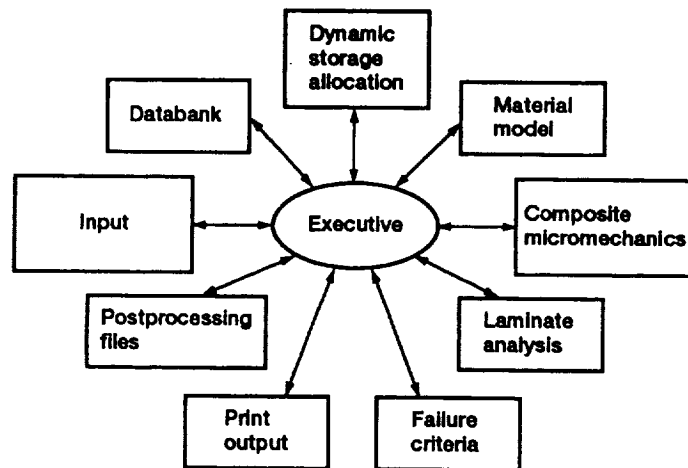 Dynamic
storage
allocation
Databank
Material
model
Input
Executive
Composite
micromechanics
Postprocessing
files
Laminate
analysis
Print
output
Failure
criteria